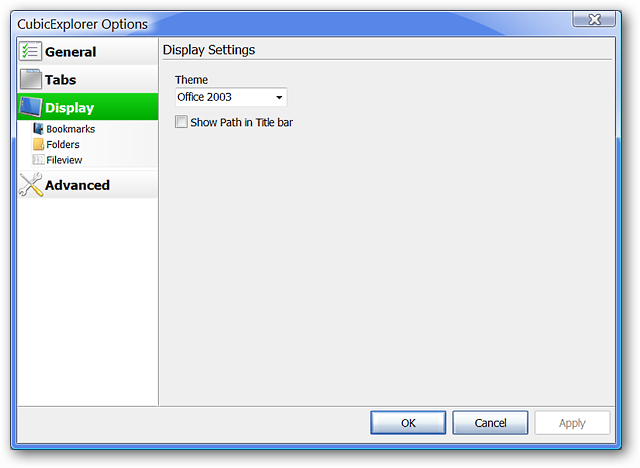 CubicExplorer Options
General
Tabs
Display
Bookmarks
Folders
Fileview
Advanced
Display Settings
Theme
Office 2003
Show Path in Title bar
OK
Cancel
Apply